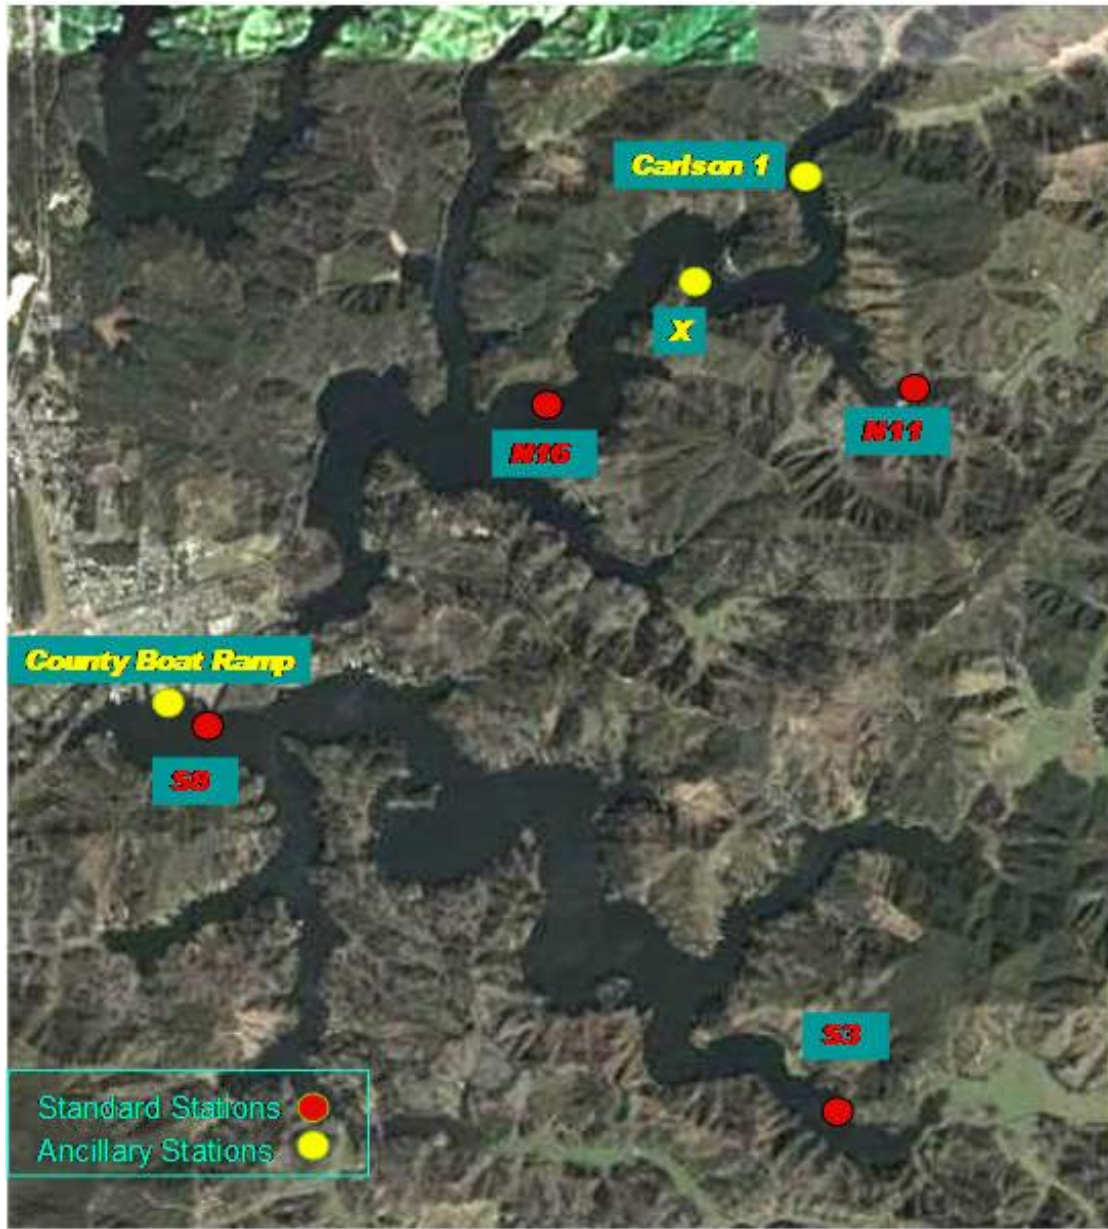 Carlson 1
X
N16
N11
County Boat Ramp
S8
S3
Standard Stations
Ancillary Stations